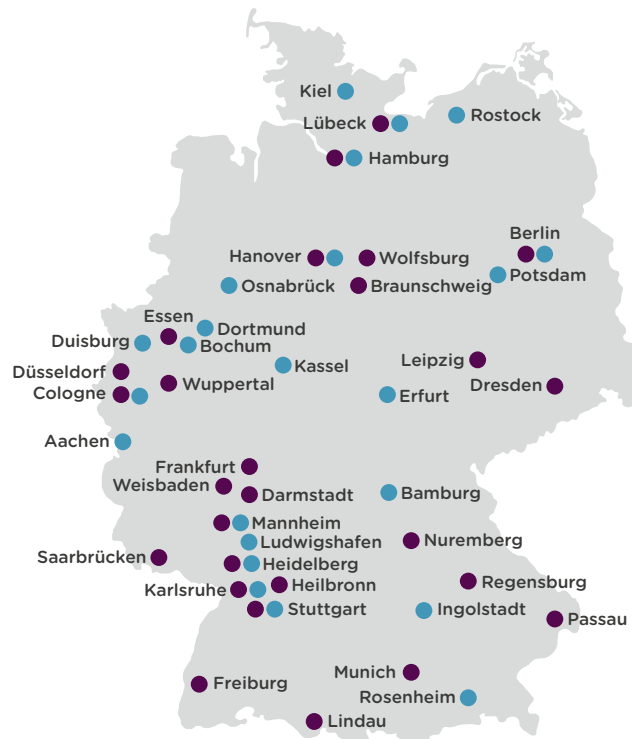 Kiel
Rostock
Lübeck
Hamburg
Berlin
Hanover
Wolfsburg
Potsdam
Osnabrück
Braunschweig
Essen
Dortmund
Duisburg
Bochum
Kassel
Leipzig
Düsseldorf
Wuppertal
Dresden
Cologne
Erfurt
Aachen
Frankfurt
Weisbaden
Darmstadt
Bamburg
Mannheim
Ludwigshafen
Nuremberg
Saarbrücken
Heidelberg
Karlsruhe
Heilbronn
Regensburg
Stuttgart
Ingolstadt
Passau
Munich
Freiburg
Rosenheim
Lindau